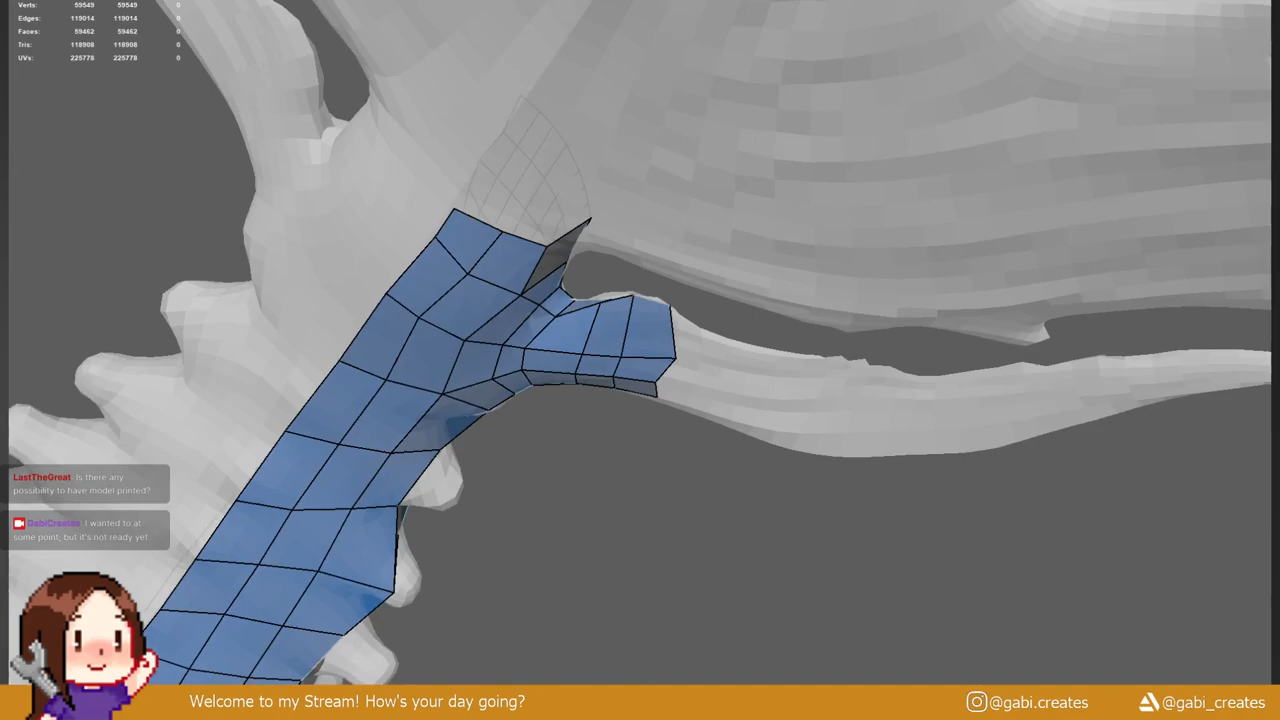 Verts: 59549 59549 0
Edges: 119014 119014 0
Faces: 59462 59462 0
Tris: 118908 118908 0
UVs: 225778 225778 0
LastTheGreat: Is there any
possibility to have model printed?
GabiCreates: I wanted to at
some point, but it's not ready yet
Welcome to my Stream! How's your day going?
@gabi.creates
@gabi_creates